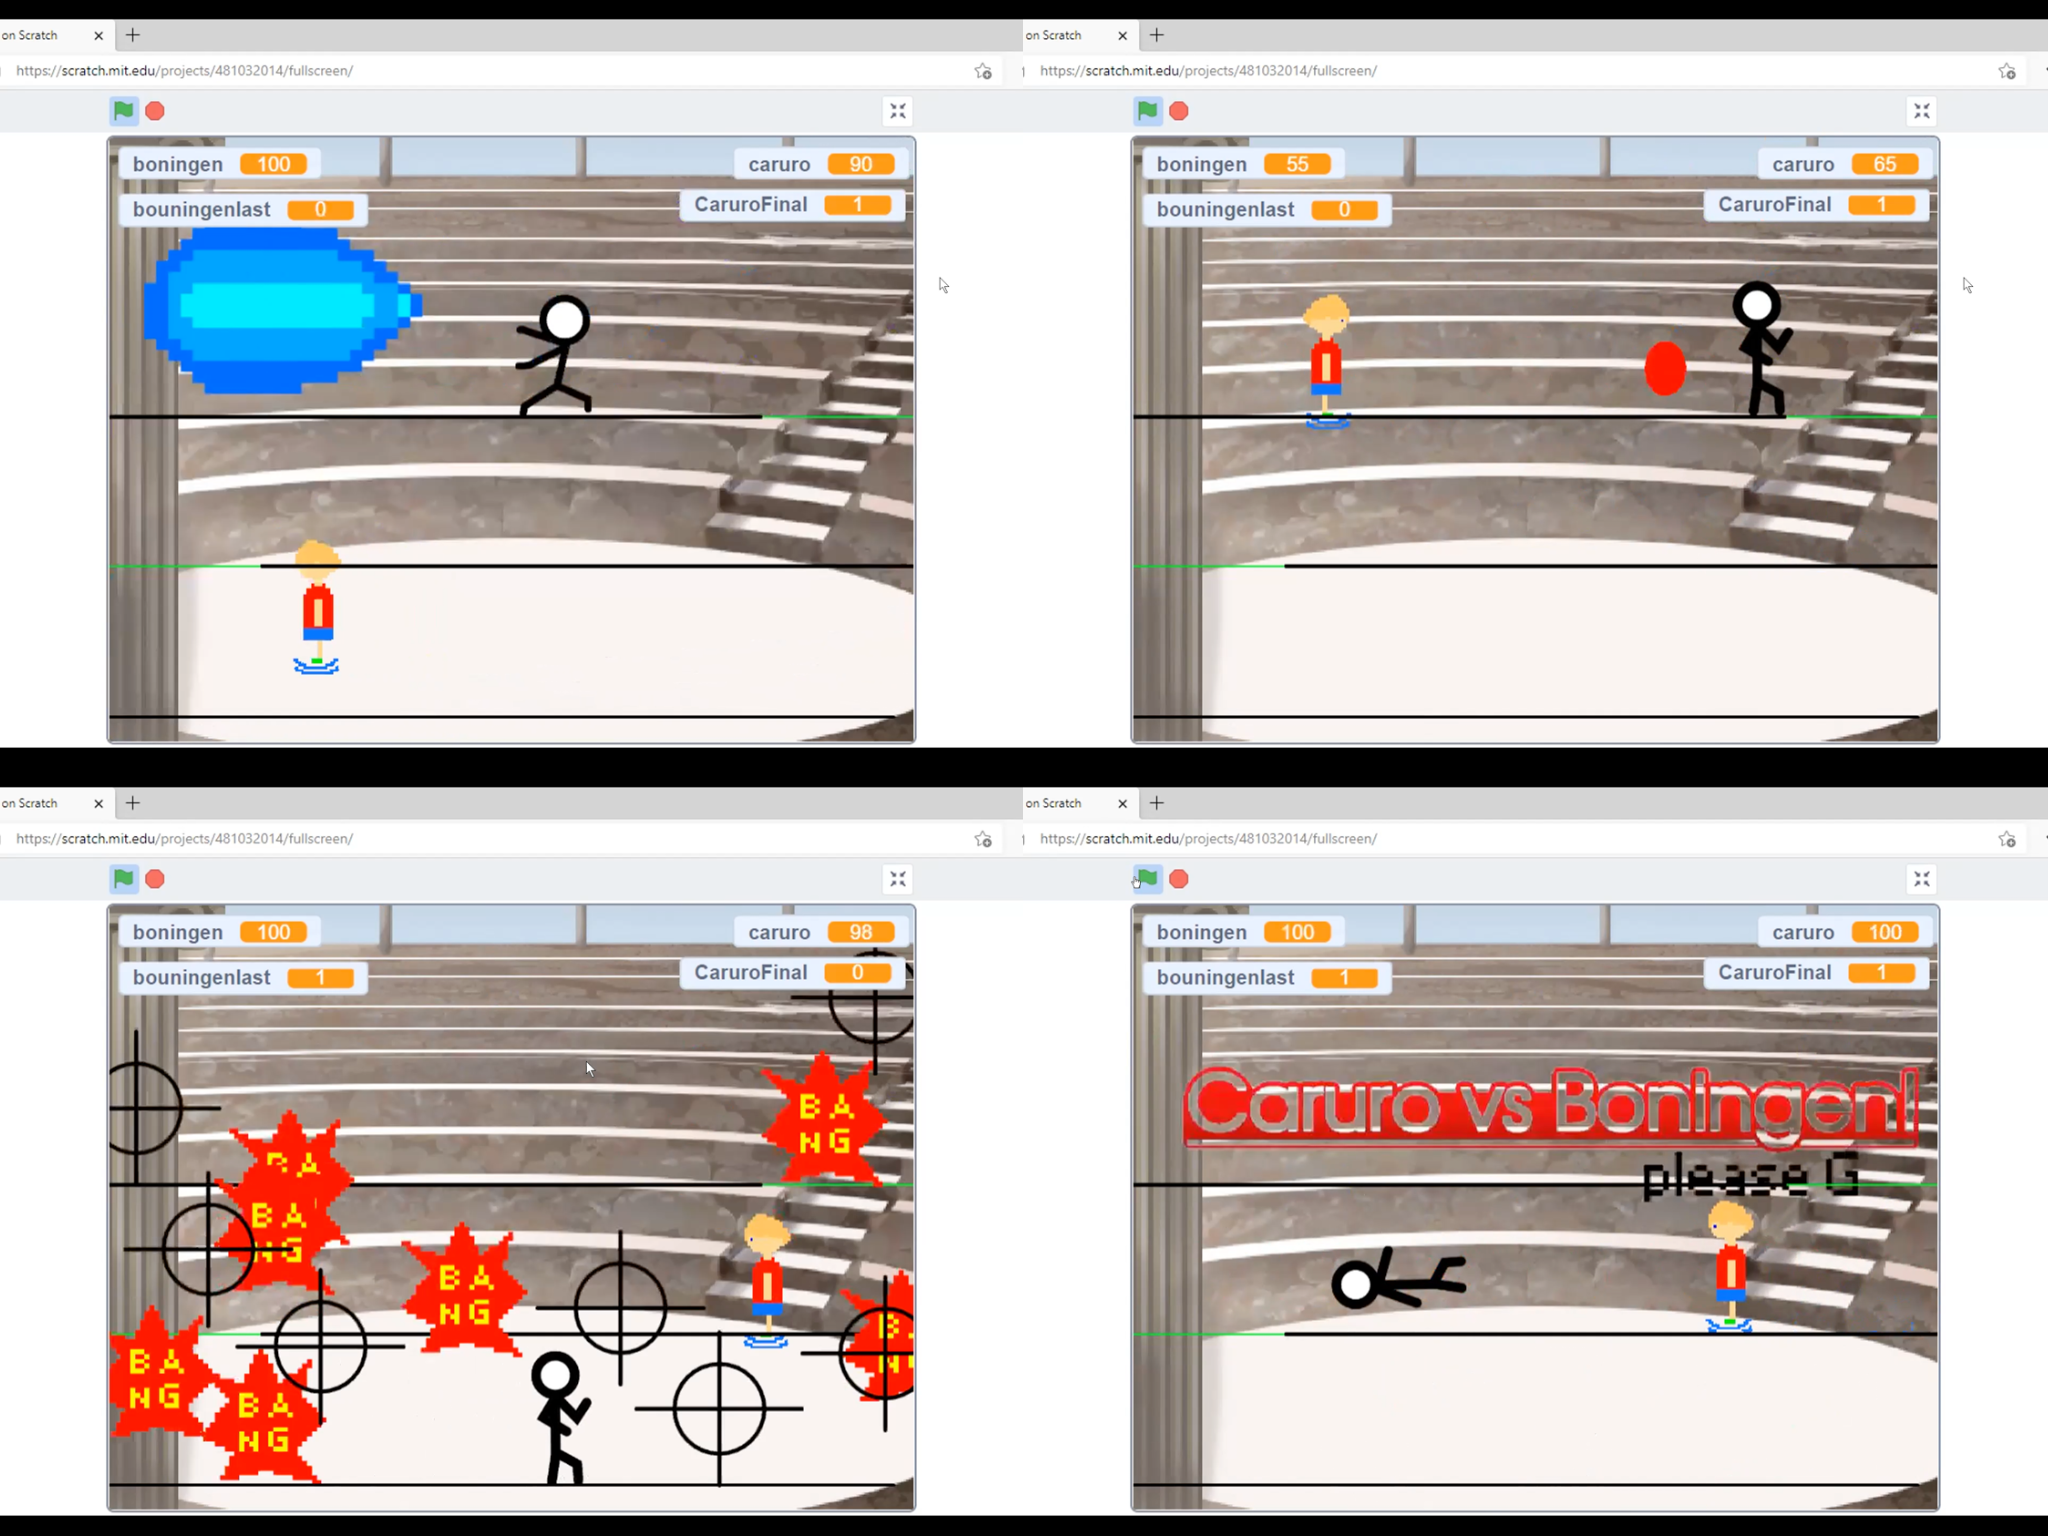 on Scratch
https://scratch.mit.edu/projects/481032014/fullscreen/
boningen 100
caruro 90
bouningenlast 0
CaruroFinal 1
on Scratch
https://scratch.mit.edu/projects/481032014/fullscreen/
boningen 55
caruro 65
bouningenlast 0
CaruroFinal 1
on Scratch
https://scratch.mit.edu/projects/481032014/fullscreen/
boningen 100
caruro 98
bouningenlast 1
CaruroFinal 0
BA
NG
BA
BA
NG
BA
NG
BA
NG
BA
NG
on Scratch
https://scratch.mit.edu/projects/481032014/fullscreen/
boningen 100
caruro 100
bouningenlast 1
CaruroFinal 1
Caruro vs Boningen!
please G